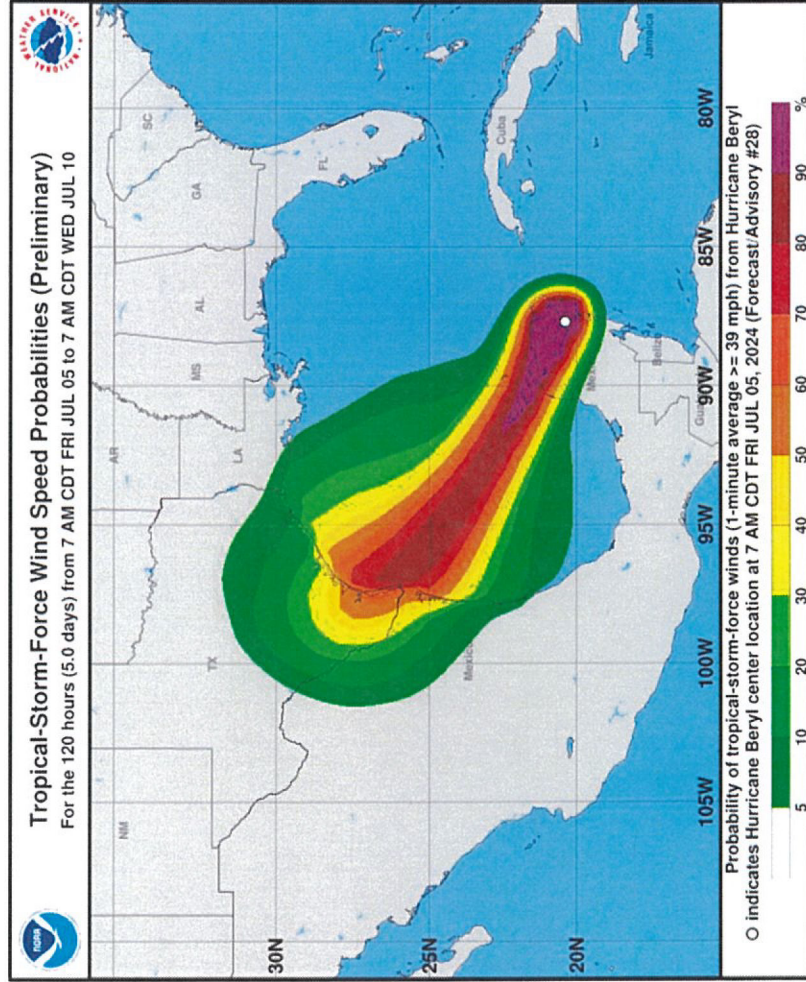 Tropical-Storm-Force Wind Speed Probabilities (Preliminary)
For the 120 hours (5.0 days) from 7 AM CDT FRI JUL 05 to 7 AM CDT WED JUL 10
NOAA
NATIONAL WEATHER SERVICE
NM
TX
AR
LA
MS
AL
GA
SC
FL
30N
25N
20N
Mexico
Mexi
Belize
Guat
Cuba
Jamaica
105W
100W
95W
90W
85W
80W
Probability of tropical-storm-force winds (1-minute average >= 39 mph) from Hurricane Beryl
O indicates Hurricane Beryl center location at 7 AM CDT FRI JUL 05, 2024 (Forecast/Advisory #28)
5 10 20 30 40 50 60 70 80 90 %